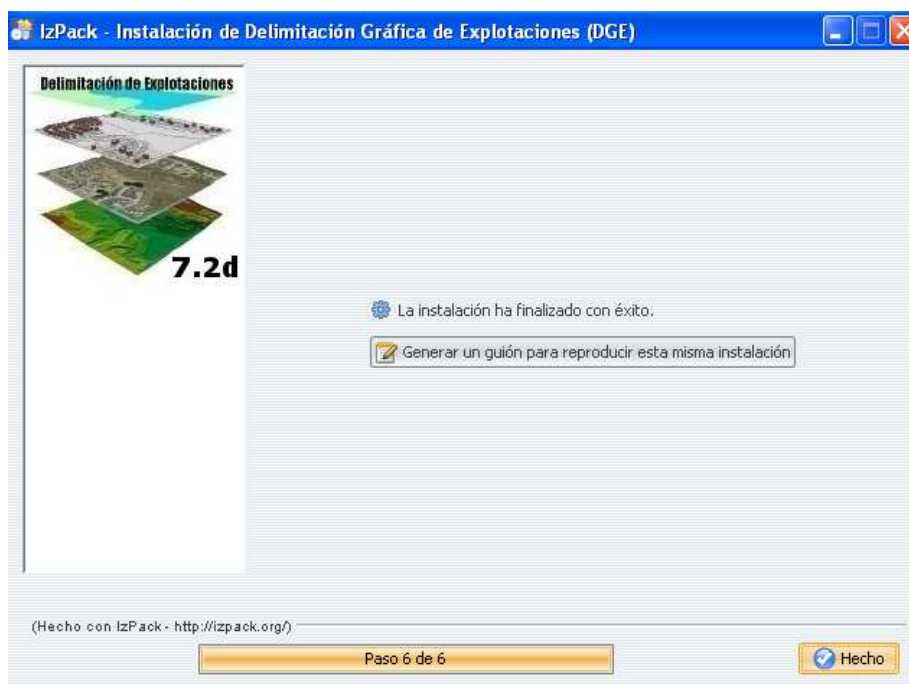 IzPack - Instalación de Delimitación Gráfica de Explotaciones (DGE)
Delimitación de Explotaciones
7.2d
La instalación ha finalizado con éxito.
Generar un guión para reproducir esta misma instalación
(Hecho con IzPack - http://izpack.org/)
Paso 6 de 6
Hecho